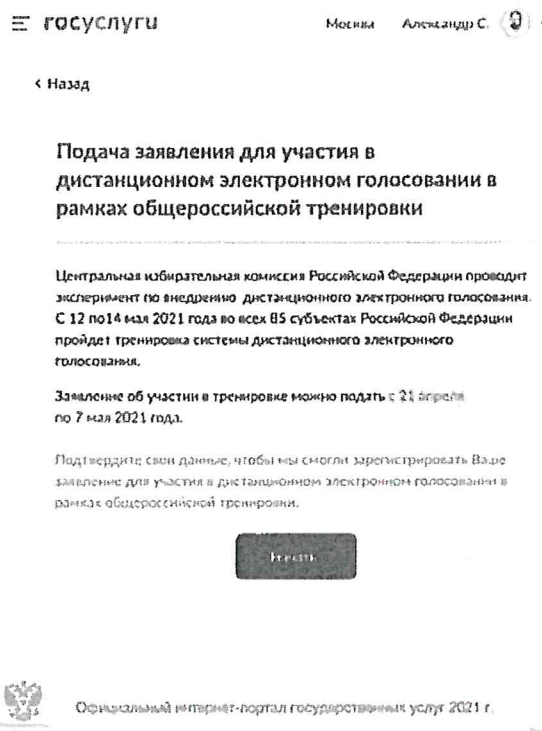 госуслуги Москва Александр С.
< Назад
Подача заявления для участия в
дистанционном электронном голосовании в
рамках общероссийской тренировки
Центральная избирательная комиссия Российской Федерации проводит
эксперимент по внедрению дистанционного электронного голосования.
С 12 по14 мая 2021 года во всех 85 субъектах Российской Федерации
пройдет тренировка системы дистанционного электронного
голосования.
Заявление об участии в тренировке можно подать с 21 апреля
по 7 мая 2021 года.
Подтвердите свои данные, чтобы мы смогли зарегистрировать Ваше
заявление для участия в дистанционном электронном голосовании в
рамках общероссийской тренировки.
Начать
Официальный интернет-портал государственных услуг 2021 г.